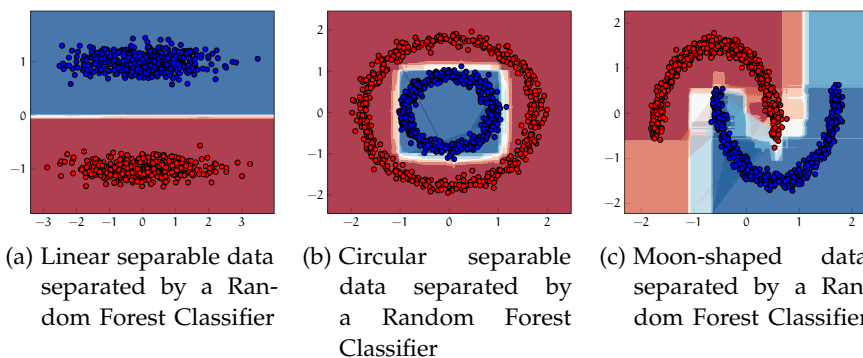 1
0
−1
−3 −2 −1 0 1 2 3
2
1
0
−1
−2
−2 −1 0 1 2
2
1
0
−1
−2
−2 −1 0 1 2
(a) Linear separable data
separated by a Ran-
dom Forest Classifier
(b) Circular separable
data separated by
a Random Forest
Classifier
(c) Moon-shaped data
separated by a Ran
dom Forest Classifier